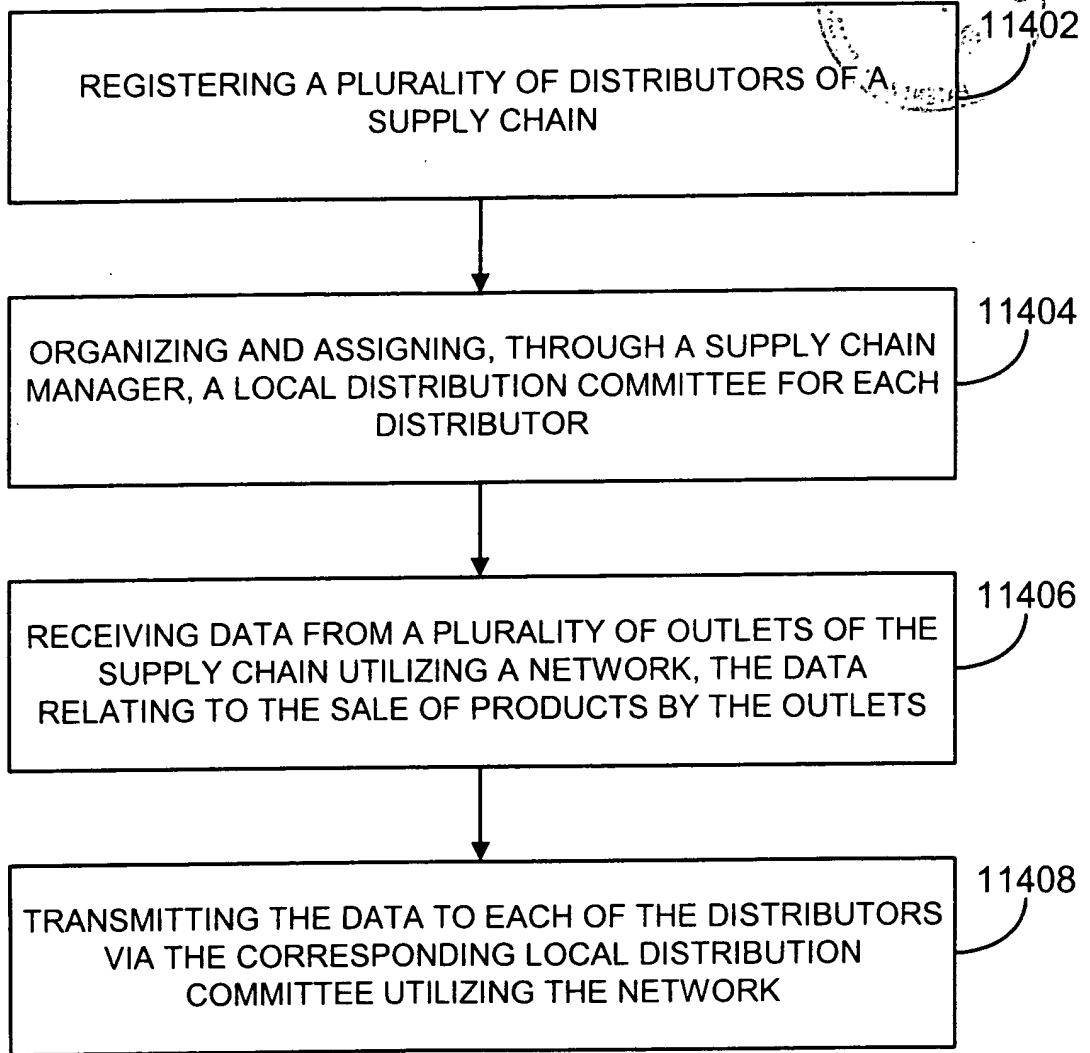 11402
REGISTERING A PLURALITY OF DISTRIBUTORS OF A
SUPPLY CHAIN
11404
ORGANIZING AND ASSIGNING, THROUGH A SUPPLY CHAIN
MANAGER, A LOCAL DISTRIBUTION COMMITTEE FOR EACH
DISTRIBUTOR
11406
RECEIVING DATA FROM A PLURALITY OF OUTLETS OF THE
SUPPLY CHAIN UTILIZING A NETWORK, THE DATA
RELATING TO THE SALE OF PRODUCTS BY THE OUTLETS
11408
TRANSMITTING THE DATA TO EACH OF THE DISTRIBUTORS
VIA THE CORRESPONDING LOCAL DISTRIBUTION
COMMITTEE UTILIZING THE NETWORK